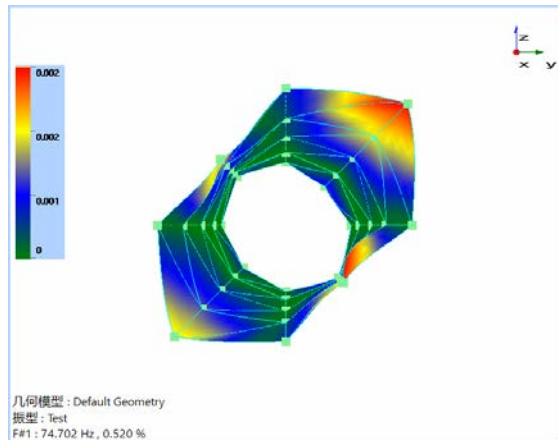 z
x y
0.002
0.002
0.001
0
几何模型 : Default Geometry
振型 : Test
F#1 : 74.702 Hz , 0.520 %